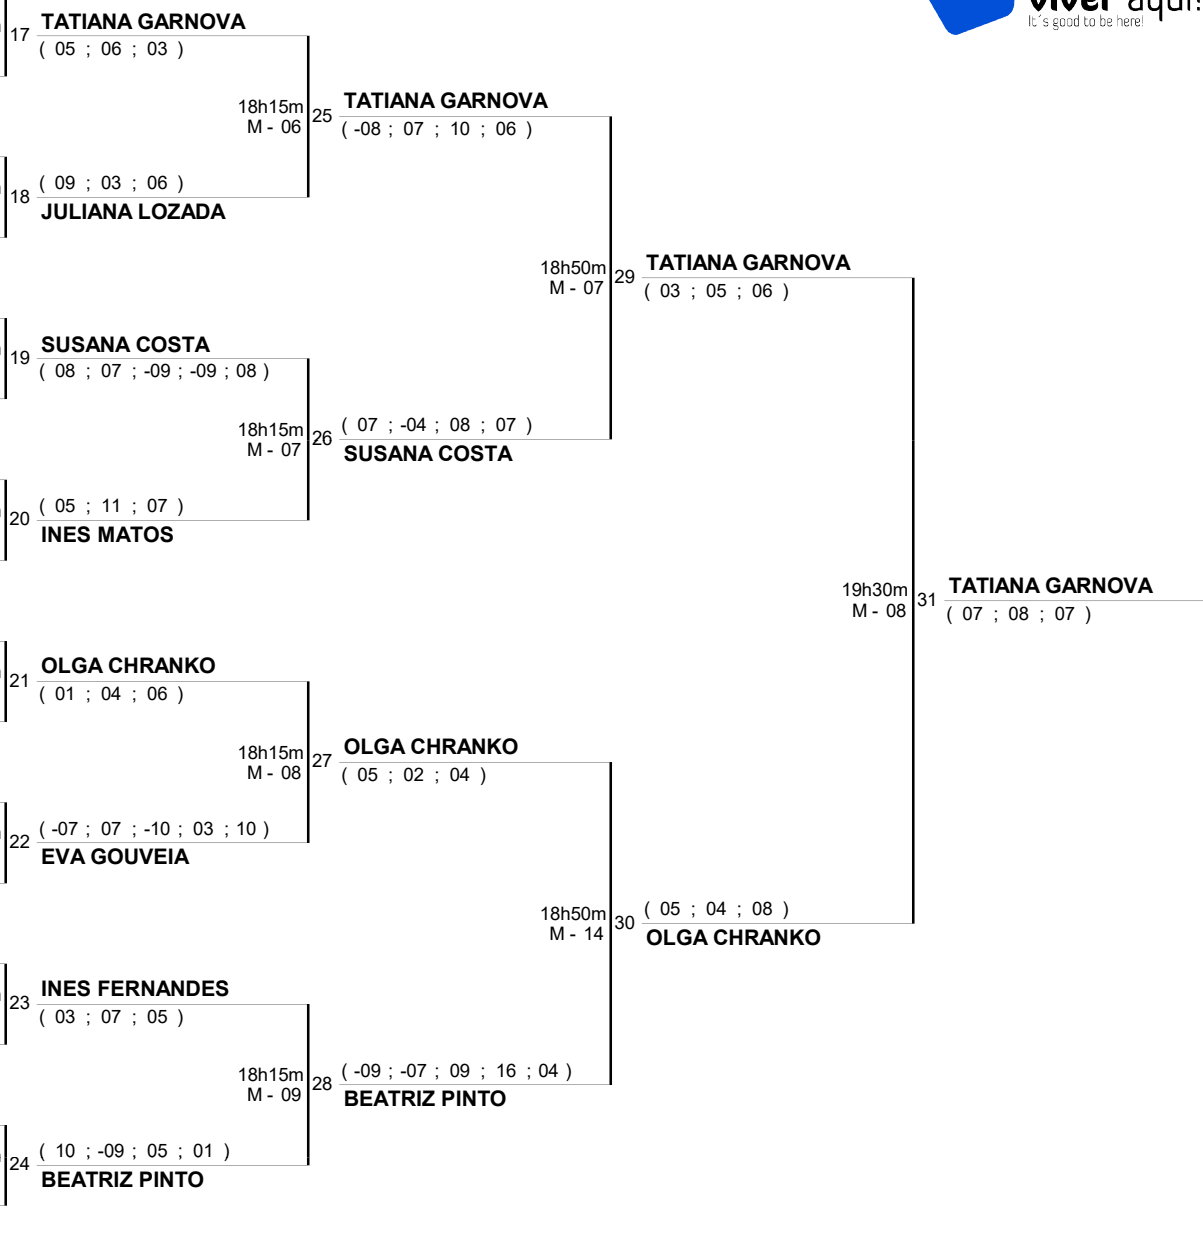 viver aqui!
It´s good to be here!
17 TATIANA GARNOVA
( 05 ; 06 ; 03 )
18h15m
M - 06
25 TATIANA GARNOVA
( -08 ; 07 ; 10 ; 06 )
( 09 ; 03 ; 06 )
18
JULIANA LOZADA
18h50m
M - 07
29 TATIANA GARNOVA
( 03 ; 05 ; 06 )
19 SUSANA COSTA
( 08 ; 07 ; -09 ; -09 ; 08 )
18h15m
M - 07
26
( 07 ; -04 ; 08 ; 07 )
SUSANA COSTA
( 05 ; 11 ; 07 )
20
INES MATOS
19h30m
M - 08
31 TATIANA GARNOVA
( 07 ; 08 ; 07 )
21 OLGA CHRANKO
( 01 ; 04 ; 06 )
18h15m
M - 08
27 OLGA CHRANKO
( 05 ; 02 ; 04 )
( -07 ; 07 ; -10 ; 03 ; 10 )
22
EVA GOUVEIA
18h50m
M - 14
30
( 05 ; 04 ; 08 )
OLGA CHRANKO
23 INES FERNANDES
( 03 ; 07 ; 05 )
18h15m
M - 09
28
( -09 ; -07 ; 09 ; 16 ; 04 )
BEATRIZ PINTO
( 10 ; -09 ; 05 ; 01 )
24
BEATRIZ PINTO